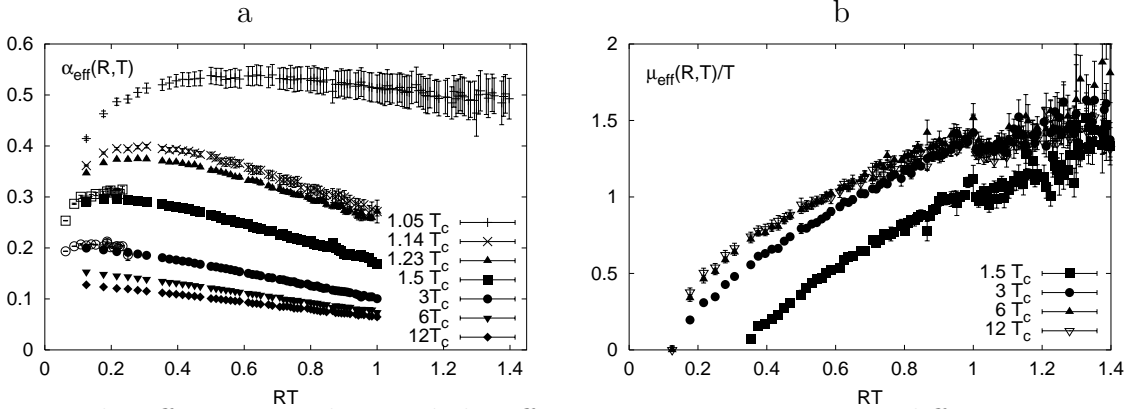 a
b
α_eff(R,T)
0.6
0.5
0.4
0.3
0.2
0.1
0
0 0.2 0.4 0.6 0.8 1 1.2 1.4
RT
1.05 T_c
1.14 T_c
1.23 T_c
1.5 T_c
3T_c
6T_c
12T_c
μ_eff(R,T)/T
2
1.5
1
0.5
0
0 0.2 0.4 0.6 0.8 1 1.2 1.4
RT
1.5 T_c
3 T_c
6 T_c
12 T_c